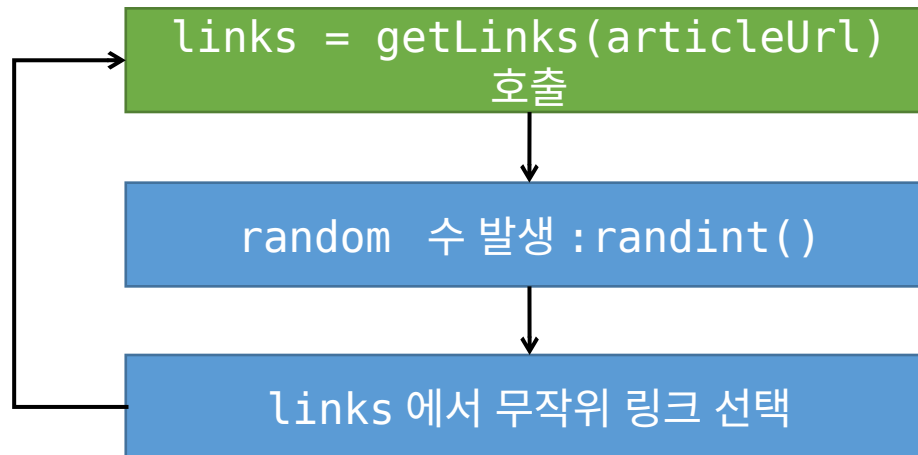 links = getLinks(articleUrl)
호출
random 수 발생 :randint()
links 에서 무작위 링크 선택